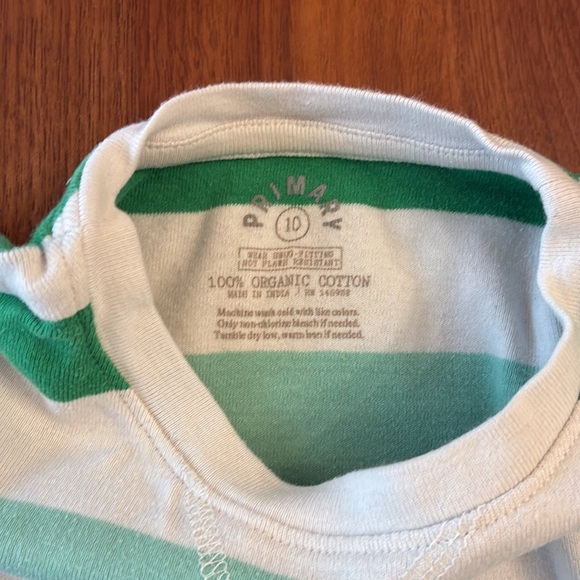 PRIMARY
10
WEAR SNUG-FITTING
NOT FLAME RESISTANT
100% ORGANIC COTTON
MADE IN INDIA / RN 146952
Machine wash cold with like colors.
Only non-chlorine bleach if needed.
Tumble dry low, warm iron if needed.